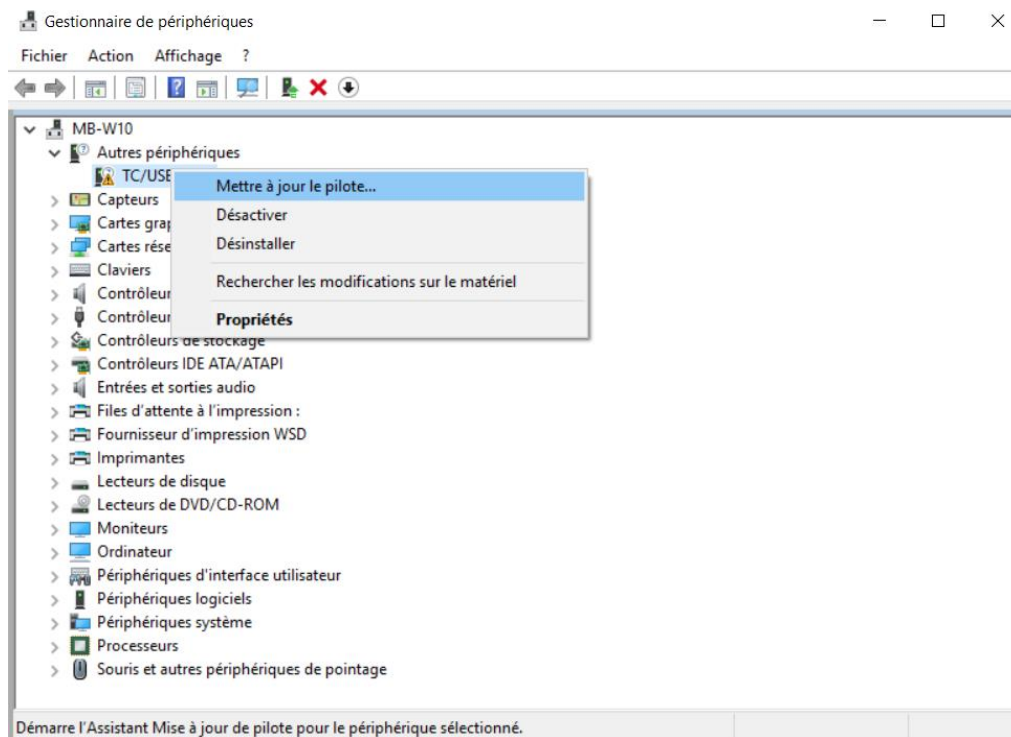 Gestionnaire de périphériques
Fichier Action Affichage ?
MB-W10
Autres périphériques
TC/USB
Mettre à jour le pilote...
Capteurs
Désactiver
Cartes grap
Cartes rése
Désinstaller
Claviers
Rechercher les modifications sur le matériel
Contrôleur
Contrôleur
Propriétés
Contrôleurs de stockage
Contrôleurs IDE ATA/ATAPI
Entrées et sorties audio
Files d'attente à l'impression :
Fournisseur d'impression WSD
Imprimantes
Lecteurs de disque
Lecteurs de DVD/CD-ROM
Moniteurs
Ordinateur
Périphériques d'interface utilisateur
Périphériques logiciels
Périphériques système
Processeurs
Souris et autres périphériques de pointage
Démarre l'Assistant Mise à jour de pilote pour le périphérique sélectionné.